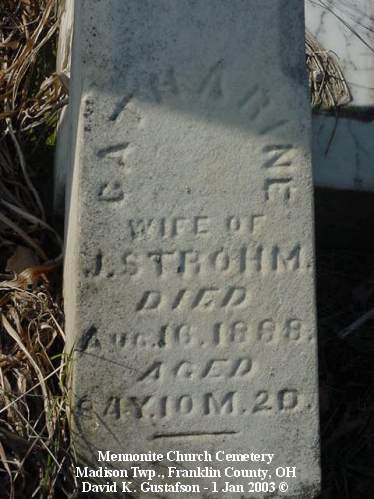 CATHARINE
WIFE OF
J. STROHM.
DIED
AUG. 16. 1888.
AGED
64Y. 10M. 2D.
Mennonite Church Cemetery
Madison Twp., Franklin County, OH
David K. Gustafson - 1 Jan 2003 ©